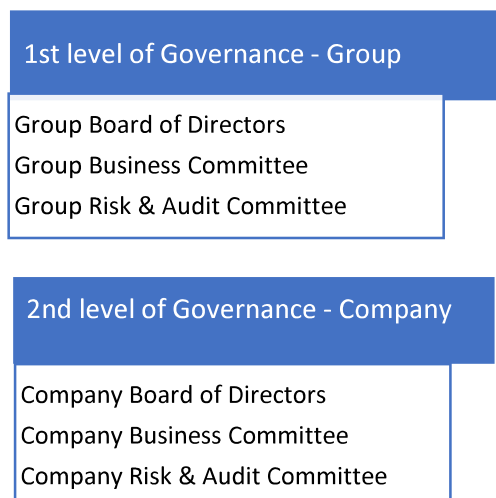 1st level of Governance - Group
Group Board of Directors
Group Business Committee
Group Risk & Audit Committee
2nd level of Governance - Company
Company Board of Directors
Company Business Committee
Company Risk & Audit Committee